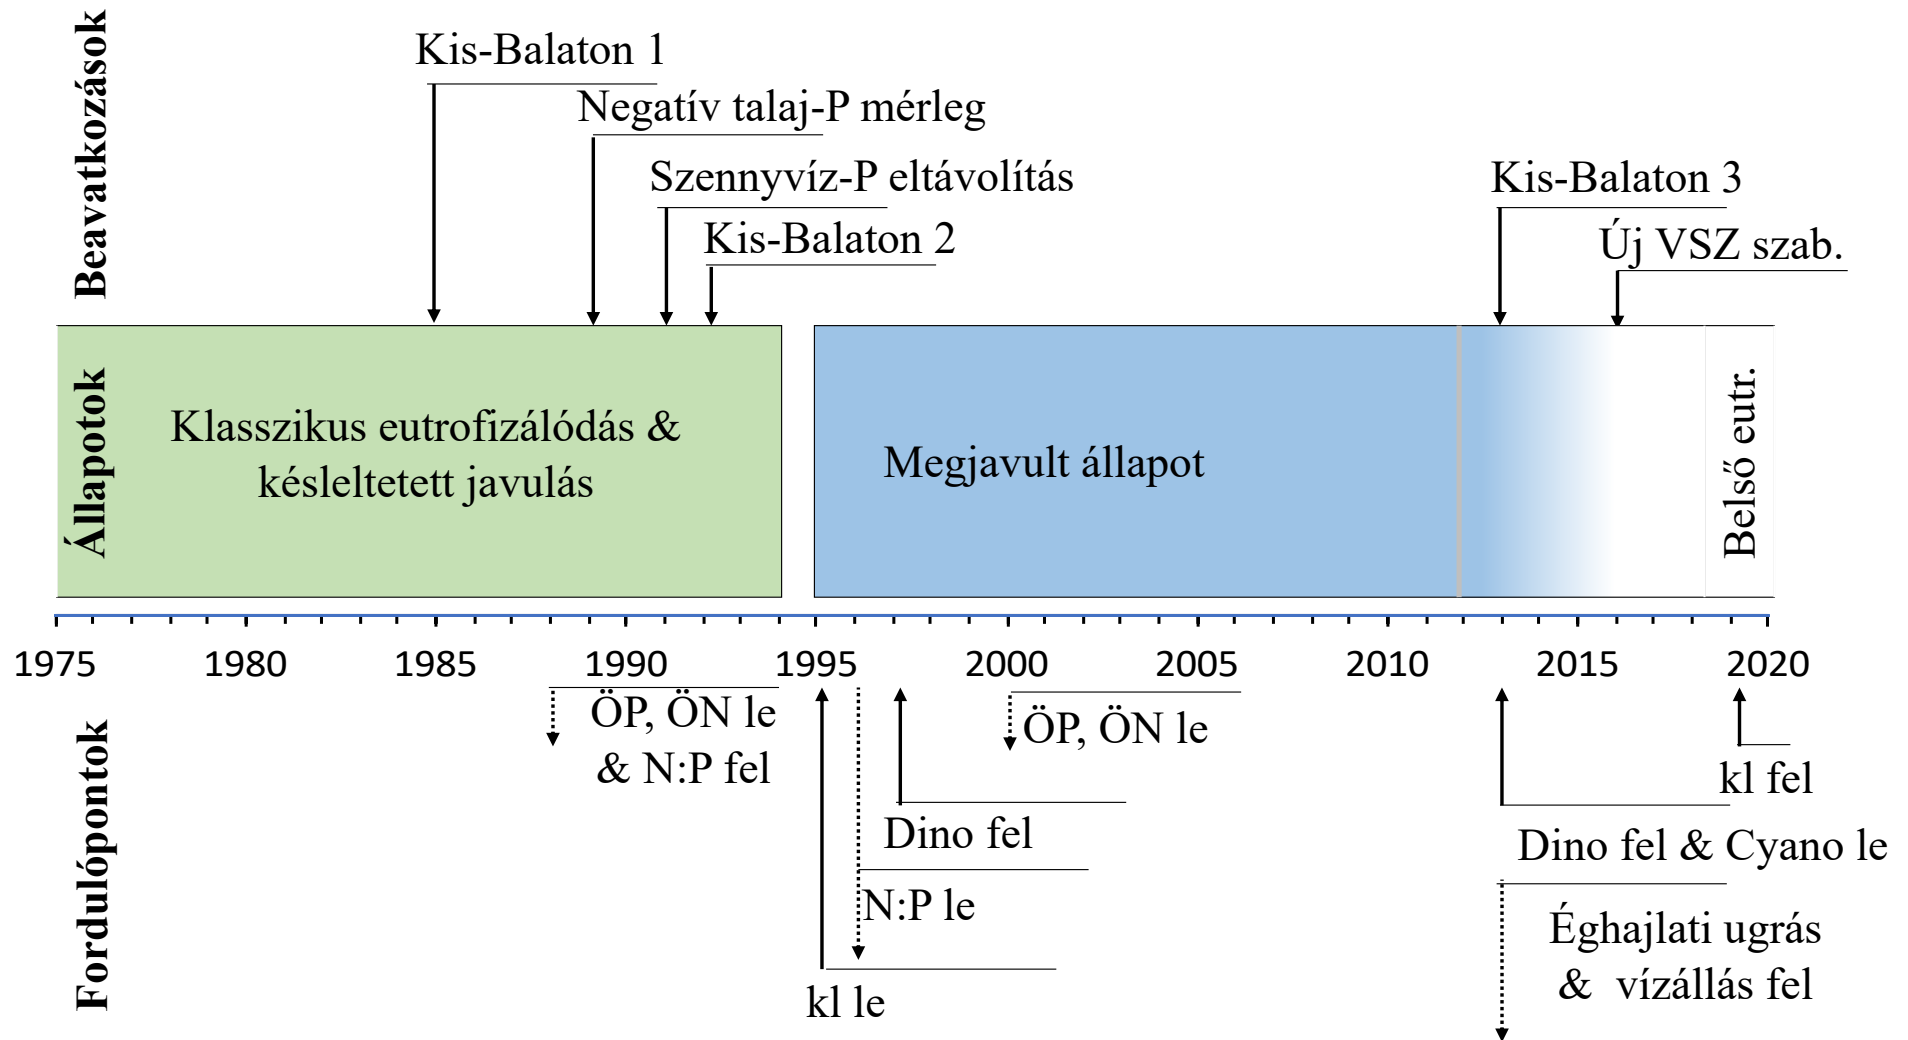 Beavatkozások
Kis-Balaton 1
Negatív talaj-P mérleg
Szennyvíz-P eltávolítás
Kis-Balaton 2
Kis-Balaton 3
Új VSZ szab.
Állapotok
Klasszikus eutrofizálódás &
késleltetett javulás
Megjavult állapot
Belső eutr.
1975 1980 1985 1990 1995 2000 2005 2010 2015 2020
Fordulópontok
ÖP, ÖN le
& N:P fel
ÖP, ÖN le
kl fel
Dino fel
Dino fel & Cyano le
N:P le
Éghajlati ugrás
& vízállás fel
kl le